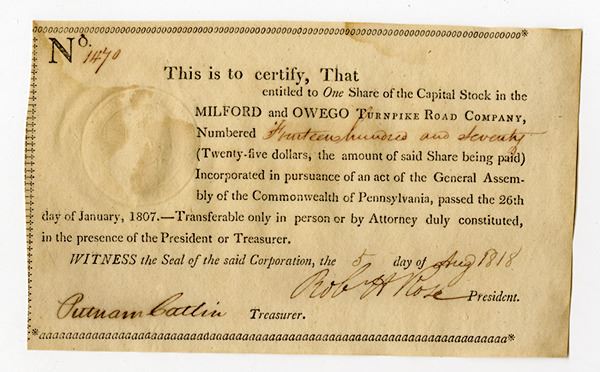 No. 1470
This is to certify, That
entitled to One Share of the Capital Stock in the
MILFORD and OWEGO TURNPIKE ROAD COMPANY,
Numbered Fourteen hundred and seventy
(Twenty-five dollars, the amount of said Share being paid)
Incorporated in pursuance of an act of the General Assem-
bly of the Commonwealth of Pennsylvania, passed the 26th
day of January, 1807.—Transferable only in person or by Attorney duly constituted,
in the presence of the President or Treasurer.
WITNESS the Seal of the said Corporation, the 5 day of Aug 1818
Rob H Rose President.
Putnam Catlin Treasurer.